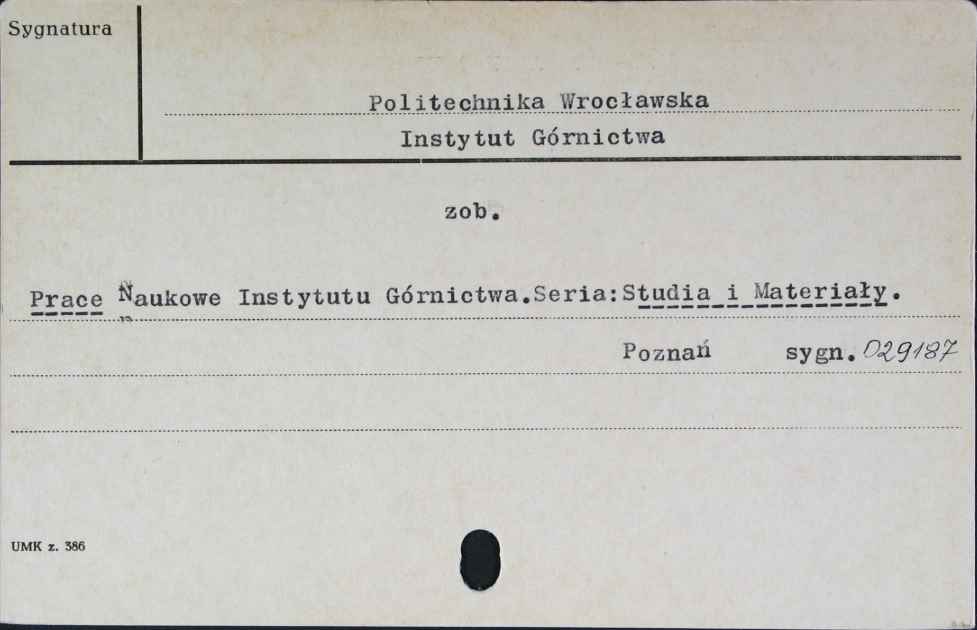 Sygnatura
Politechnika Wrocławska
Instytut Górnictwa
zob.
Prace Naukowe Instytutu Górnictwa.Seria:Studia i Materiały.
Poznań sygn. 029187
UMK z. 386